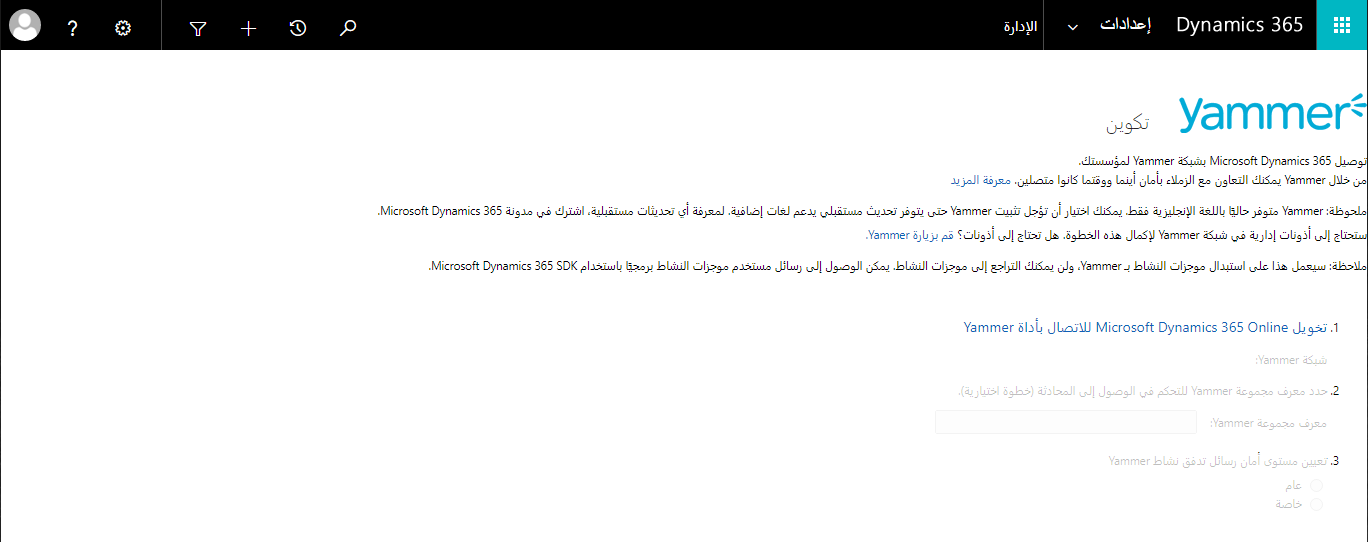 Dynamics 365
إعدادات
الإدارة
?
yammer
تكوين
توصيل Microsoft Dynamics 365 بشبكة Yammer لمؤسستك.
من خلال Yammer يمكنك التعاون مع الزملاء بأمان أينما ووقتما كانوا متصلين. معرفة المزيد
ملحوظة: Yammer متوفر حاليًا باللغة الإنجليزية فقط. يمكنك اختيار أن تؤجل تثبيت Yammer حتى يتوفر تحديث مستقبلي يدعم لغات إضافية. لمعرفة أي تحديثات مستقبلية، اشترك في مدونة Microsoft Dynamics 365.
ستحتاج إلى أذونات إدارية في شبكة Yammer لإكمال هذه الخطوة. هل تحتاج إلى أذونات؟ قم بزيارة Yammer.
ملاحظة: سيعمل هذا على استبدال موجزات النشاط بـ Yammer، ولن يمكنك التراجع إلى موجزات النشاط. يمكن الوصول إلى رسائل مستخدم موجزات النشاط برمجيًا باستخدام Microsoft Dynamics 365 SDK.
1. تخويل Microsoft Dynamics 365 Online للاتصال بأداة Yammer
شبكة Yammer:
2. حدد معرف مجموعة Yammer للتحكم في الوصول إلى المحادثة (خطوة اختيارية).
معرف مجموعة Yammer:
3. تعيين مستوى أمان رسائل تدفق نشاط Yammer
عام
خاصة